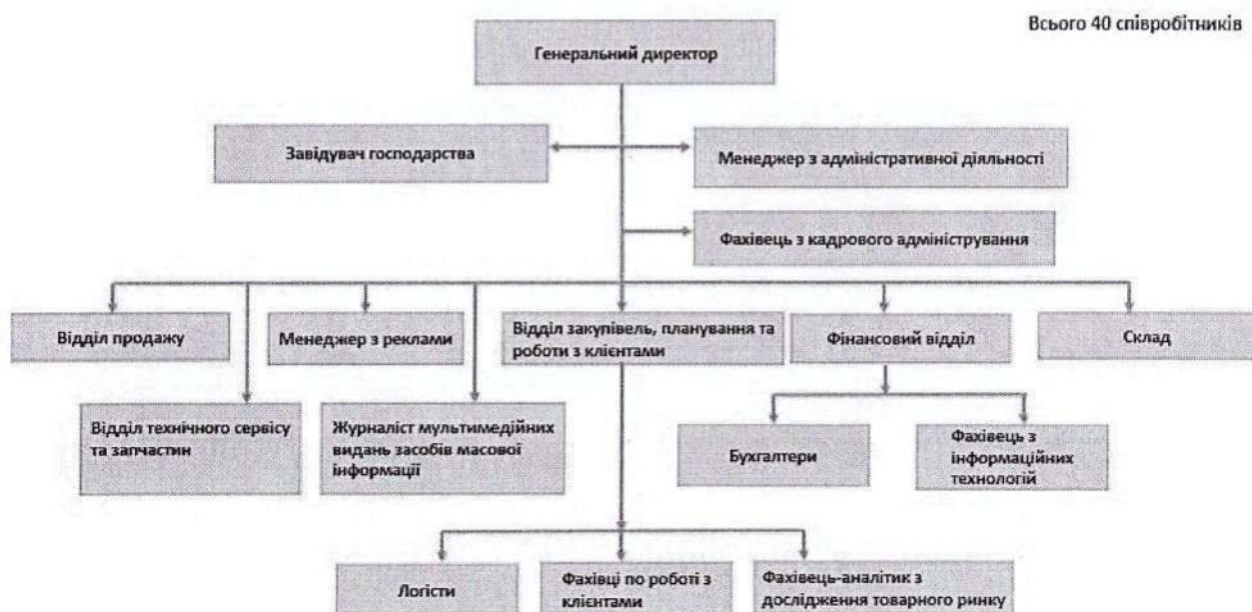 Всього 40 співробітників
Генеральний директор
Завідувач господарства
Менеджер з адміністративної діяльності
Фахівець з кадрового адміністрування
Відділ продажу
Менеджер з реклами
Відділ закупівель, планування та
роботи з клієнтами
Фінансовий відділ
Склад
Відділ технічного сервісу
та запчастин
Журналіст мультимедійних
видань засобів масової
інформації
Бухгалтери
Фахівець з
інформаційних
технологій
Логісти
Фахівці по роботі з
клієнтами
Фахівець-аналітик з
дослідження товарного ринку